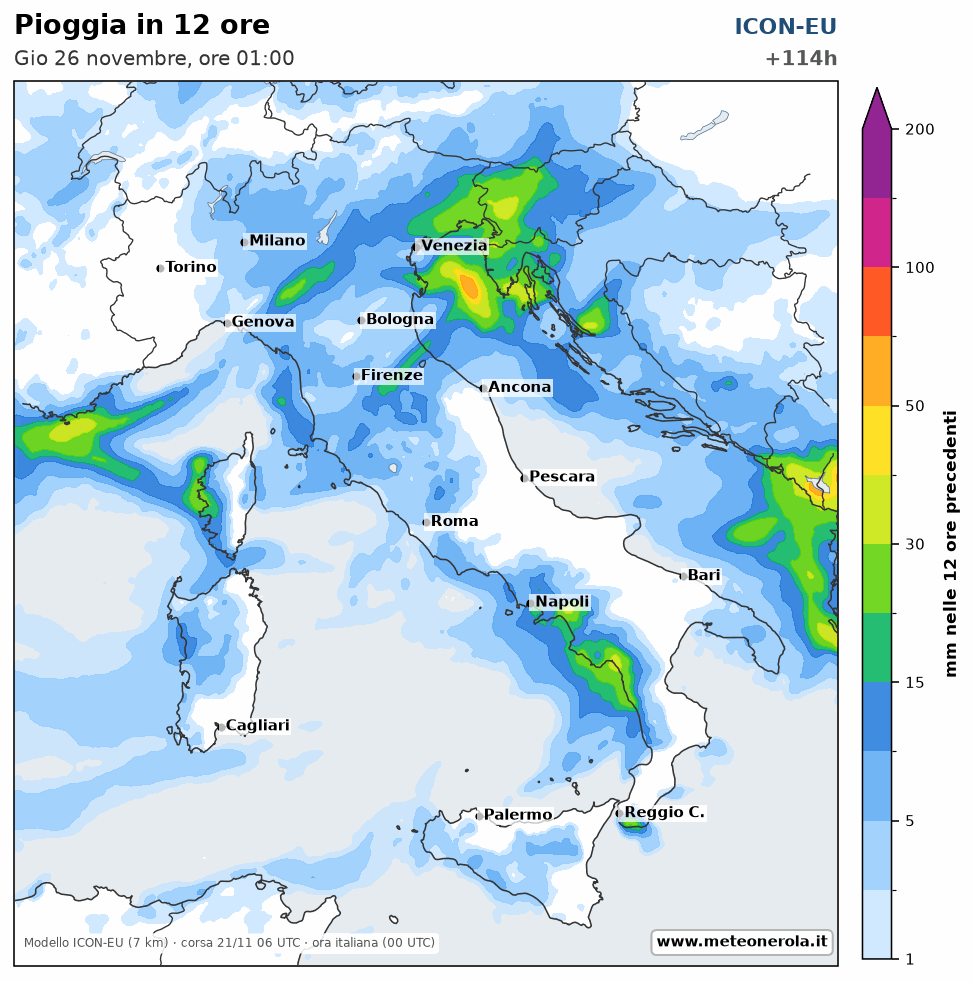 Pioggia in 12 ore
ICON-EU
Gio 26 novembre, ore 01:00
+114h
200
Milano
Venezia
Torino
100
Genova
Bologna
Firenze
Ancona
50
Pescara
Roma
30
Bari
Napoli
15
Cagliari
Palermo
Reggio C.
5
mm nelle 12 ore precedenti
Modello ICON-EU (7 km) · corsa 21/11 06 UTC · ora italiana (00 UTC)
www.meteonerola.it
1